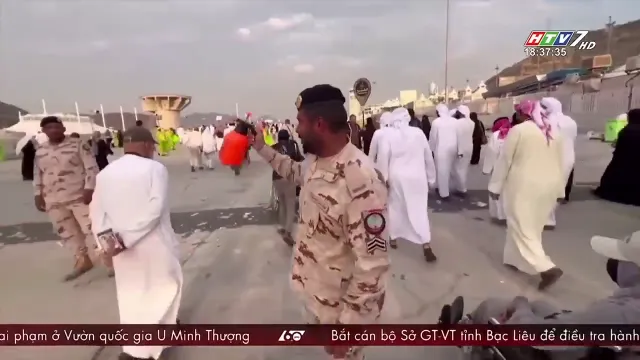 HTV7 HD
18:37:35
ai phạm ở Vườn quốc gia U Minh Thượng 60 Bắt cán bộ Sở GT-VT tỉnh Bạc Liêu để điều tra hành